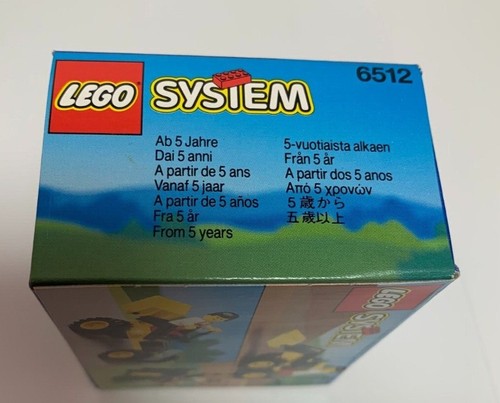 LEGO SYSTEM
6512
Ab 5 Jahre
Dai 5 anni
A partir de 5 ans
Vanaf 5 jaar
A partir de 5 años
Fra 5 år
From 5 years
5-vuotiaista alkaen
Från 5 år
A partir dos 5 anos
Από 5 χρονών
5歳から
五歲以上
LEGO
SYSTEM